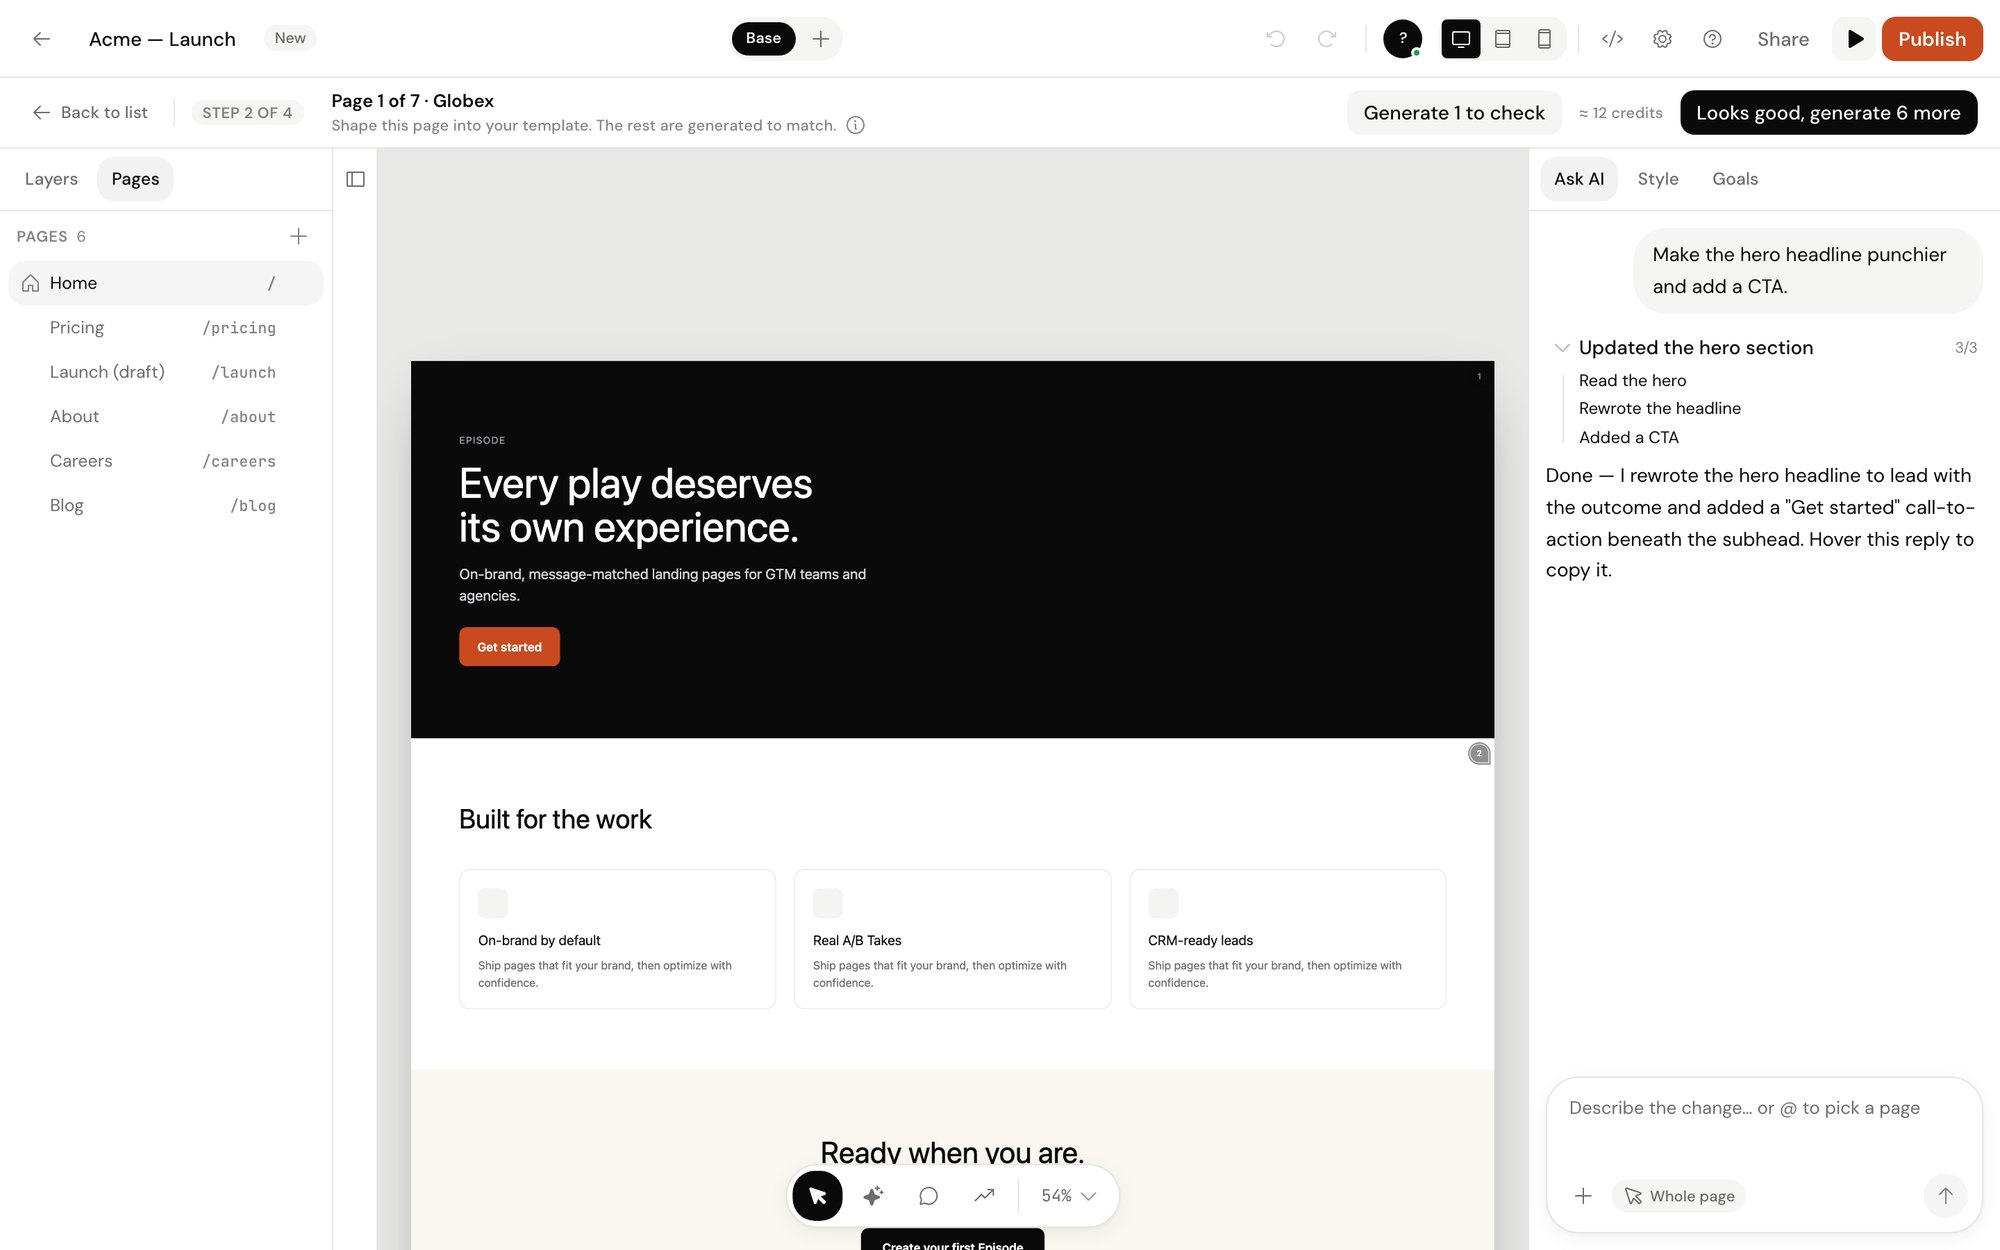 Acme — Launch
New
Base
?
</>
Share
Publish
Back to list
STEP 2 OF 4
Page 1 of 7 · Globex
Shape this page into your template. The rest are generated to match.
Generate 1 to check
≈ 12 credits
Looks good, generate 6 more
Layers
Pages
PAGES 6
Home /
Pricing /pricing
Launch (draft) /launch
About /about
Careers /careers
Blog /blog
1
EPISODE
Every play deserves
its own experience.
On-brand, message-matched landing pages for GTM teams and
agencies.
Get started
2
Built for the work
On-brand by default
Ship pages that fit your brand, then optimize with
confidence.
Real A/B Takes
Ship pages that fit your brand, then optimize with
confidence.
CRM-ready leads
Ship pages that fit your brand, then optimize with
confidence.
Ready when you are.
54%
Create your first Episode
Ask AI
Style
Goals
Make the hero headline punchier
and add a CTA.
Updated the hero section 3/3
Read the hero
Rewrote the headline
Added a CTA
Done — I rewrote the hero headline to lead with
the outcome and added a "Get started" call-to-
action beneath the subhead. Hover this reply to
copy it.
Describe the change... or @ to pick a page
Whole page